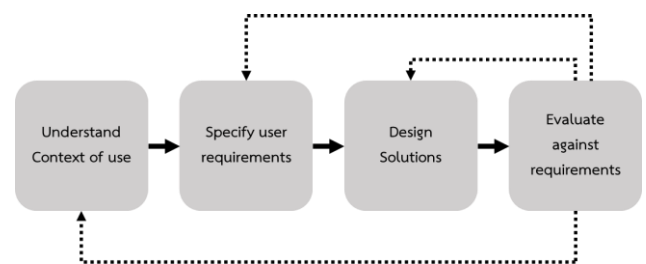 Understand
Context of use
Specify user
requirements
Design
Solutions
Evaluate
against
requirements